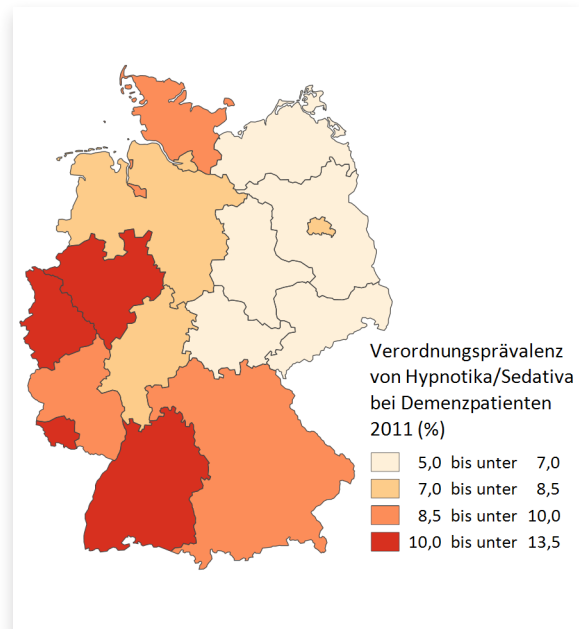 Verordnungsprävalenz
von Hypnotika/Sedativa
bei Demenzpatienten
2011 (%)
5,0 bis unter 7,0
7,0 bis unter 8,5
8,5 bis unter 10,0
10,0 bis unter 13,5